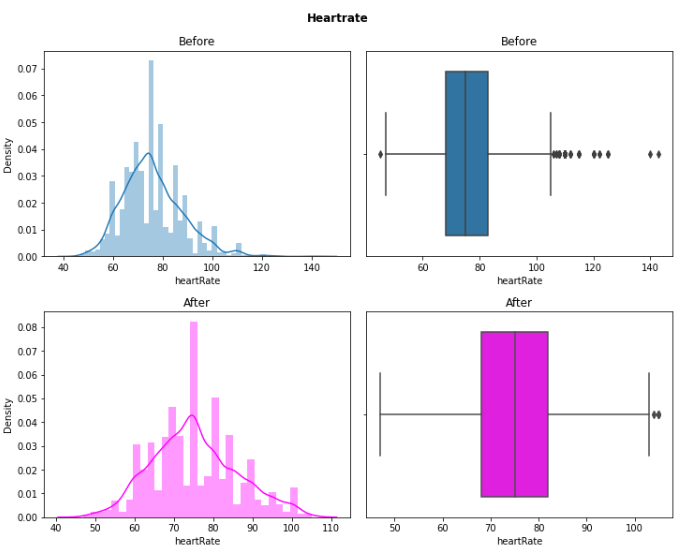 Heartrate
Before
0.07
0.06
0.05
0.04
0.03
0.02
0.01
0.00
Density
40 60 80 100 120 140
heartRate
Before
60 80 100 120 140
heartRate
After
0.08
0.07
0.06
0.05
0.04
0.03
0.02
0.01
0.00
Density
40 50 60 70 80 90 100 110
heartRate
After
50 60 70 80 90 100
heartRate